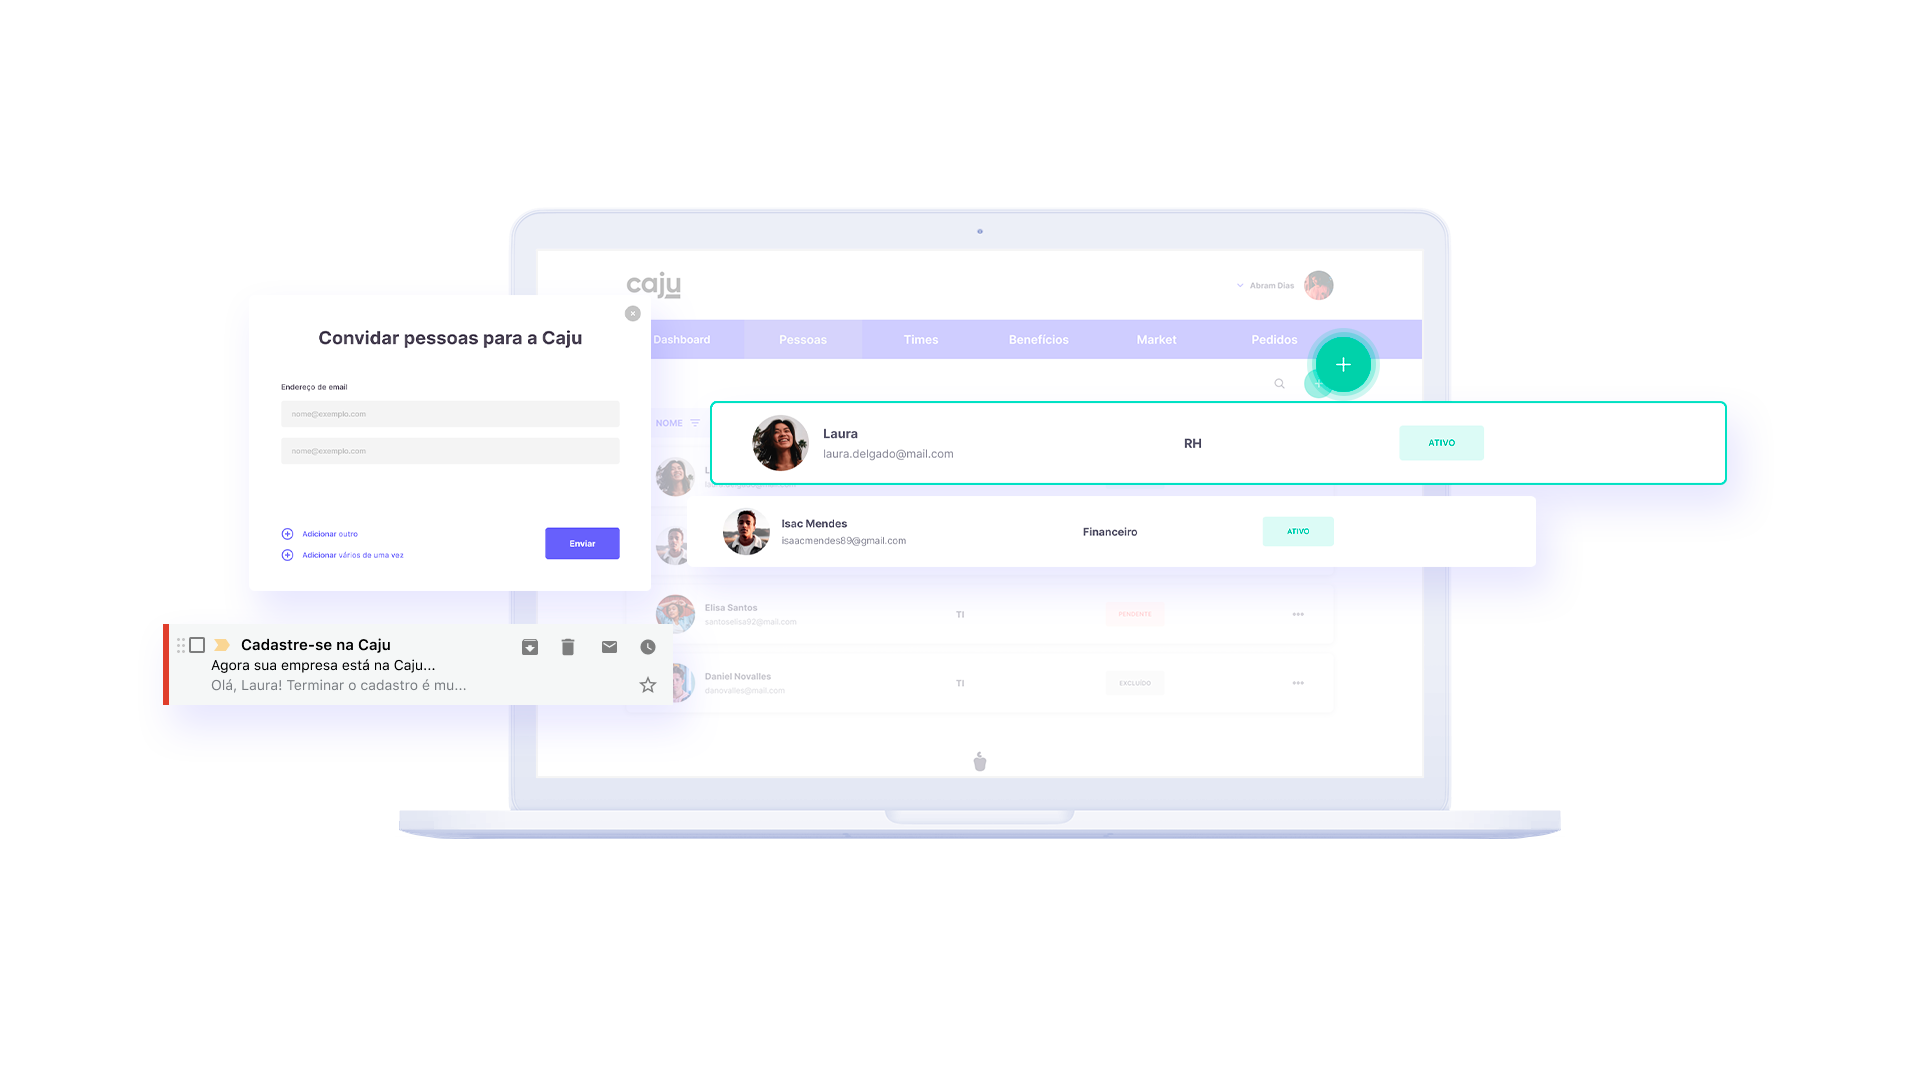 caju
Abram Dias
Dashboard
Pessoas
Times
Benefícios
Market
Pedidos
Convidar pessoas para a Caju
Endereço de email
nome@exemplo.com
nome@exemplo.com
Adicionar outro
Adicionar vários de uma vez
Enviar
NOME
Laura
laura.delgado@mail.com
RH
ATIVO
Isac Mendes
isaacmendes89@gmail.com
Financeiro
ATIVO
Elisa Santos
santoselisa92@mail.com
TI
PENDENTE
Daniel Novalles
danovalles@mail.com
TI
EXCLUÍDO
Cadastre-se na Caju
Agora sua empresa está na Caju...
Olá, Laura! Terminar o cadastro é mu...